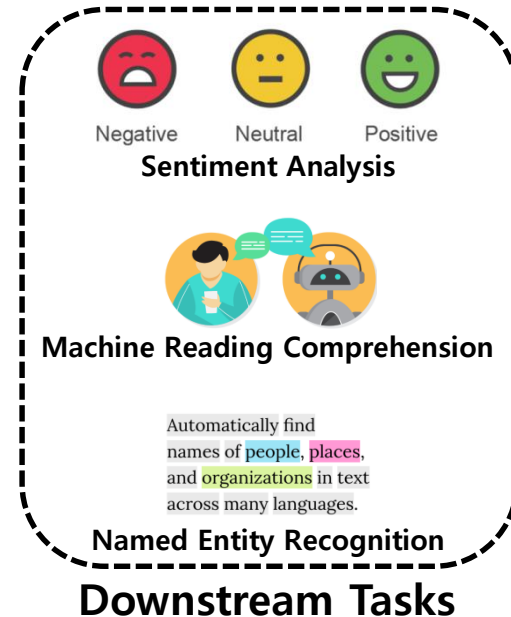 Negative Neutral Positive
Sentiment Analysis
Machine Reading Comprehension
Automatically find
names of people, places,
and organizations in text
across many languages.
Named Entity Recognition
Downstream Tasks